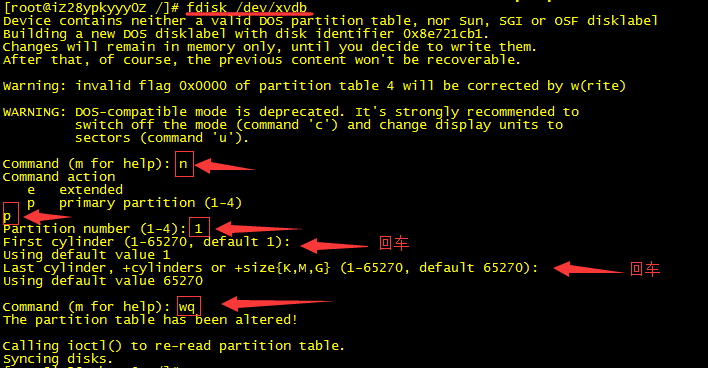 [root@iZ28ypkyyy0Z /]# fdisk /dev/xvdb
Device contains neither a valid DOS partition table, nor Sun, SGI or OSF disklabel
Building a new DOS disklabel with disk identifier 0x8e721cb1.
Changes will remain in memory only, until you decide to write them.
After that, of course, the previous content won't be recoverable.
Warning: invalid flag 0x0000 of partition table 4 will be corrected by w(rite)
WARNING: DOS-compatible mode is deprecated. It's strongly recommended to
switch off the mode (command 'c') and change display units to
sectors (command 'u').
Command (m for help): n
Command action
e   extended
p   primary partition (1-4)
p
Partition number (1-4): 1
First cylinder (1-65270, default 1): 回车
Using default value 1
Last cylinder, +cylinders or +size{K,M,G} (1-65270, default 65270): 回车
Using default value 65270
Command (m for help): wq
The partition table has been altered!
Calling ioctl() to re-read partition table.
Syncing disks.